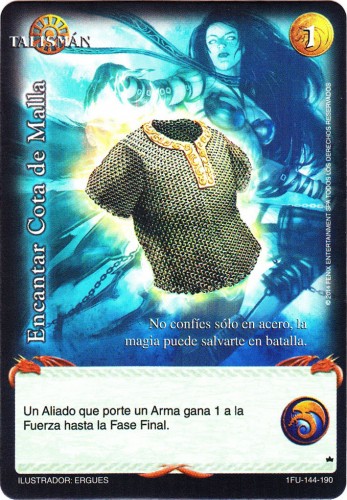 TALISMÁN
1
Encantar Cota de Malla
© 2014 FENIX ENTERTAINMENT SPA TODOS LOS DERECHOS RESERVADOS
No confíes sólo en acero, la
magia puede salvarte en batalla.
Un Aliado que porte un Arma gana 1 a la
Fuerza hasta la Fase Final.
ILUSTRADOR: ERGUES
1FU-144-190